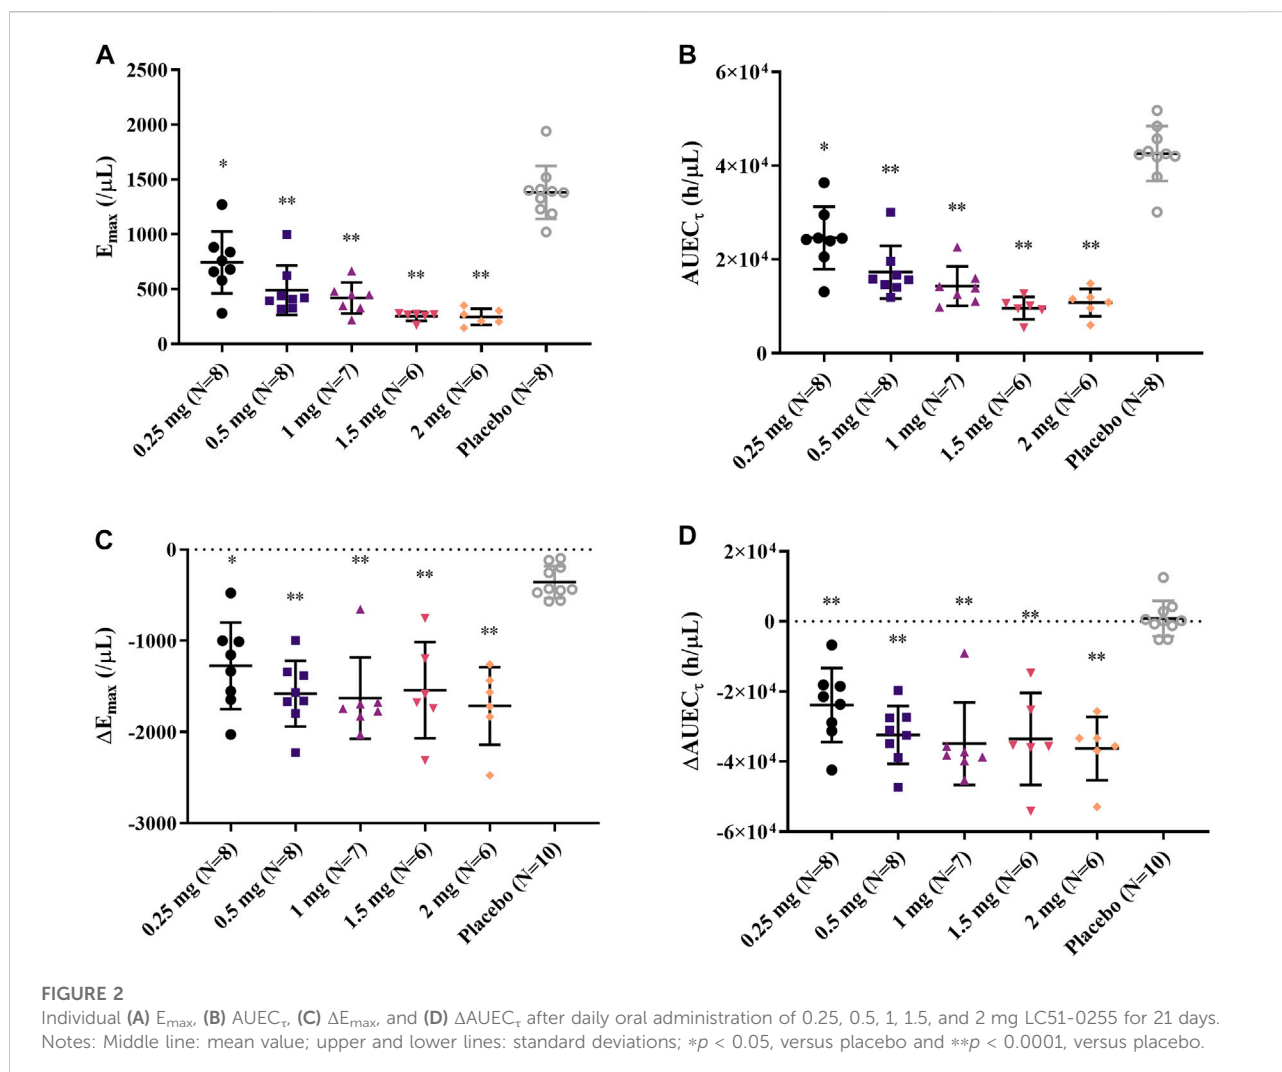 A
2500
2000
1500
1000
500
0
Emax (/μL)
*
**
**
**
**
0.25 mg (N=8)
0.5 mg (N=8)
1 mg (N=7)
1.5 mg (N=6)
2 mg (N=6)
Placebo (N=8)
B
6×10⁴
4×10⁴
2×10⁴
0
AUECτ (h/μL)
*
**
**
**
**
0.25 mg (N=8)
0.5 mg (N=8)
1 mg (N=7)
1.5 mg (N=6)
2 mg (N=6)
Placebo (N=8)
C
0
-1000
-2000
-3000
ΔEmax (/μL)
*
**
**
**
**
0.25 mg (N=8)
0.5 mg (N=8)
1 mg (N=7)
1.5 mg (N=6)
2 mg (N=6)
Placebo (N=10)
D
2×10⁴
0
-2×10⁴
-4×10⁴
-6×10⁴
ΔAUECτ (h/μL)
**
**
**
**
**
0.25 mg (N=8)
0.5 mg (N=8)
1 mg (N=7)
1.5 mg (N=6)
2 mg (N=6)
Placebo (N=10)
FIGURE 2
Individual (A) Emax, (B) AUECτ, (C) ΔEmax, and (D) ΔAUECτ after daily oral administration of 0.25, 0.5, 1, 1.5, and 2 mg LC51-0255 for 21 days.
Notes: Middle line: mean value; upper and lower lines: standard deviations; *p < 0.05, versus placebo and **p < 0.0001, versus placebo.